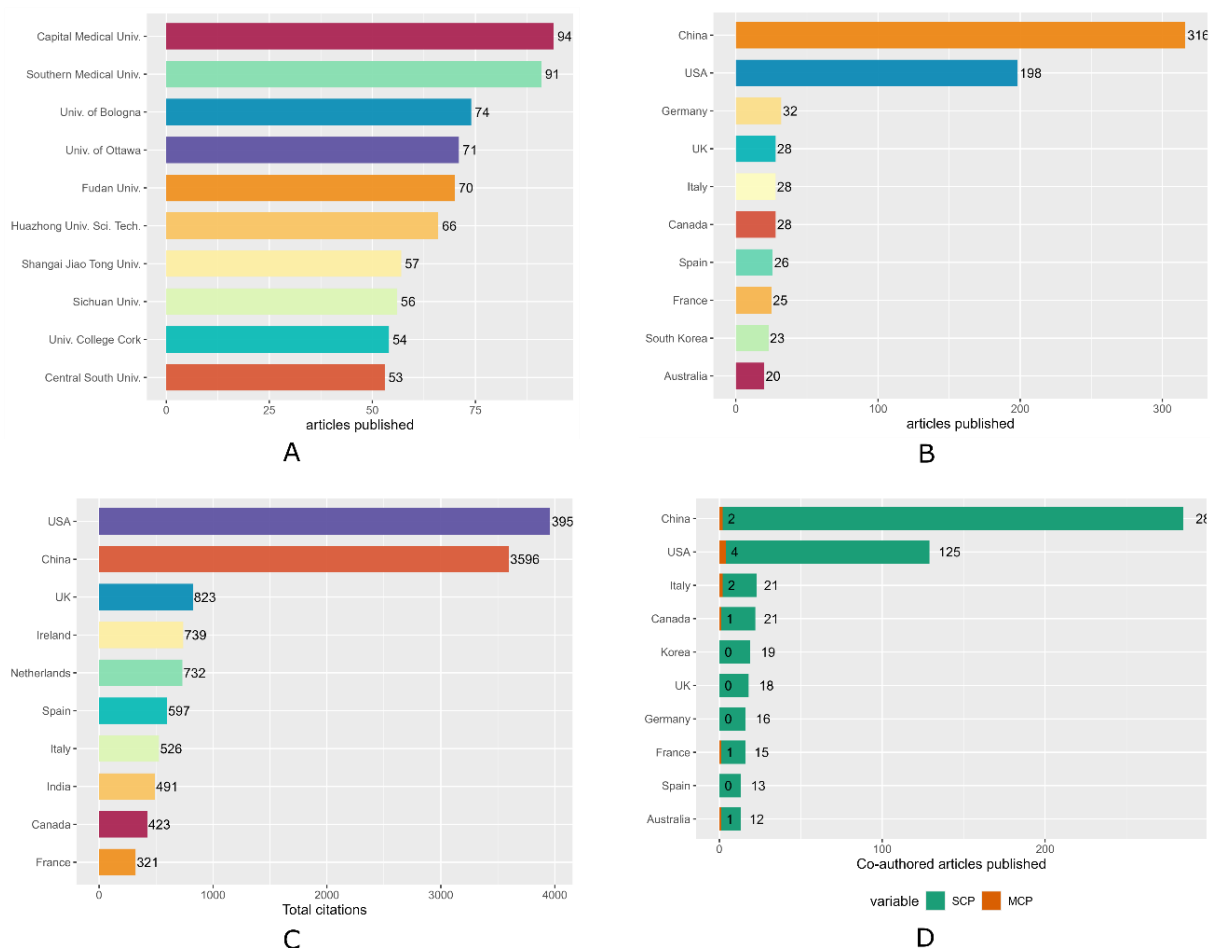 Capital Medical Univ. 94
Southern Medical Univ. 91
Univ. of Bologna 74
Univ. of Ottawa 71
Fudan Univ. 70
Huazhong Univ. Sci. Tech. 66
Shangai Jiao Tong Univ. 57
Sichuan Univ. 56
Univ. College Cork 54
Central South Univ. 53
0 25 50 75
articles published
A
China 316
USA 198
Germany 32
UK 28
Italy 28
Canada 28
Spain 26
France 25
South Korea 23
Australia 20
0 100 200 300
articles published
B
USA 395
China 3596
UK 823
Ireland 739
Netherlands 732
Spain 597
Italy 526
India 491
Canada 423
France 321
0 1000 2000 3000 4000
Total citations
C
China 2 28
USA 4 125
Italy 2 21
Canada 1 21
Korea 0 19
UK 0 18
Germany 0 16
France 1 15
Spain 0 13
Australia 1 12
0 100 200
Co-authored articles published
variable SCP MCP
D